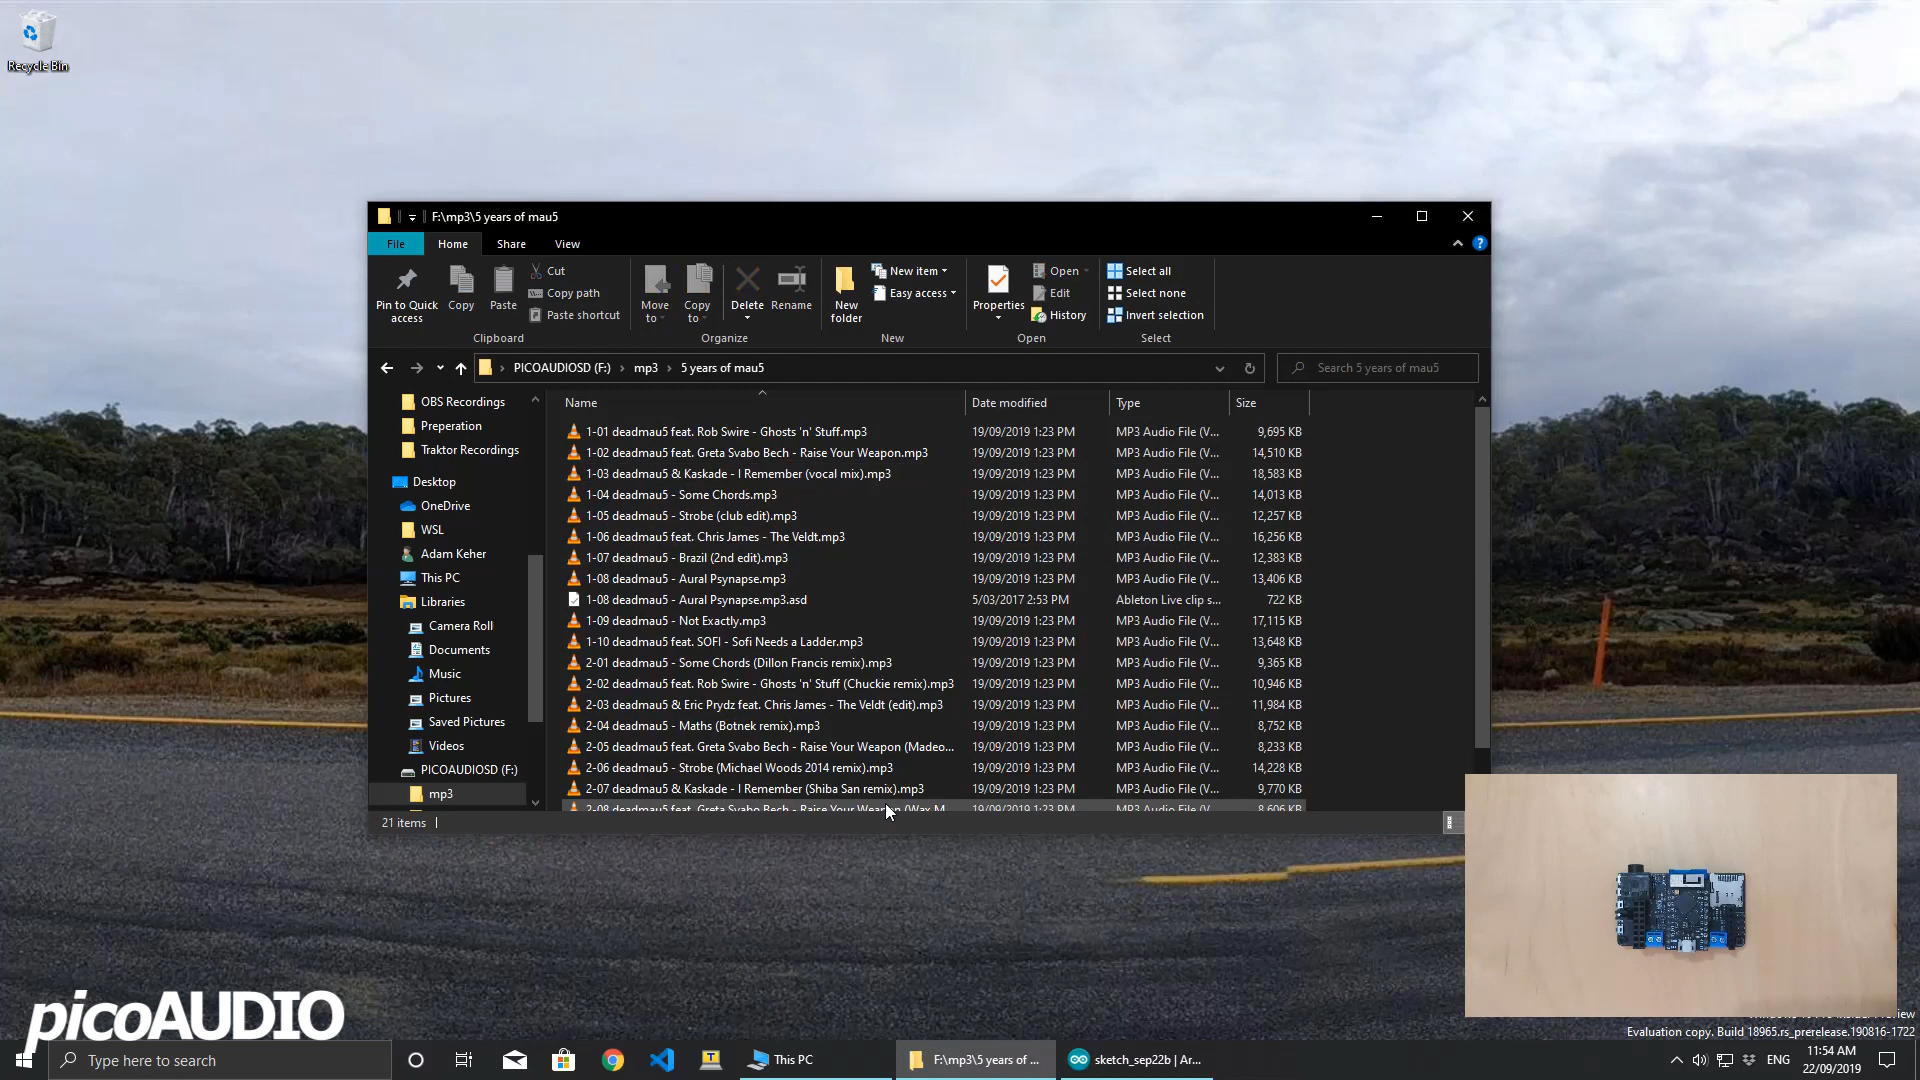 Recycle Bin
F:\mp3\5 years of mau5
File Home Share View
Pin to Quick access
Copy
Paste
Cut
Copy path
Paste shortcut
Clipboard
Move to
Copy to
Delete
Rename
Organize
New folder
New item
Easy access
New
Properties
Open
Edit
History
Open
Select all
Select none
Invert selection
Select
PICOAUDIOSD (F:) mp3 5 years of mau5
Search 5 years of mau5
OBS Recordings
Preperation
Traktor Recordings
Desktop
OneDrive
WSL
Adam Keher
This PC
Libraries
Camera Roll
Documents
Music
Pictures
Saved Pictures
Videos
PICOAUDIOSD (F:)
mp3
Name Date modified Type Size
1-01 deadmau5 feat. Rob Swire - Ghosts 'n' Stuff.mp3 19/09/2019 1:23 PM MP3 Audio File (V... 9,695 KB
1-02 deadmau5 feat. Greta Svabo Bech - Raise Your Weapon.mp3 19/09/2019 1:23 PM MP3 Audio File (V... 14,510 KB
1-03 deadmau5 & Kaskade - I Remember (vocal mix).mp3 19/09/2019 1:23 PM MP3 Audio File (V... 18,583 KB
1-04 deadmau5 - Some Chords.mp3 19/09/2019 1:23 PM MP3 Audio File (V... 14,013 KB
1-05 deadmau5 - Strobe (club edit).mp3 19/09/2019 1:23 PM MP3 Audio File (V... 12,257 KB
1-06 deadmau5 feat. Chris James - The Veldt.mp3 19/09/2019 1:23 PM MP3 Audio File (V... 16,256 KB
1-07 deadmau5 - Brazil (2nd edit).mp3 19/09/2019 1:23 PM MP3 Audio File (V... 12,383 KB
1-08 deadmau5 - Aural Psynapse.mp3 19/09/2019 1:23 PM MP3 Audio File (V... 13,406 KB
1-08 deadmau5 - Aural Psynapse.mp3.asd 5/03/2017 2:53 PM Ableton Live clip s... 722 KB
1-09 deadmau5 - Not Exactly.mp3 19/09/2019 1:23 PM MP3 Audio File (V... 17,115 KB
1-10 deadmau5 feat. SOFI - Sofi Needs a Ladder.mp3 19/09/2019 1:23 PM MP3 Audio File (V... 13,648 KB
2-01 deadmau5 - Some Chords (Dillon Francis remix).mp3 19/09/2019 1:23 PM MP3 Audio File (V... 9,365 KB
2-02 deadmau5 feat. Rob Swire - Ghosts 'n' Stuff (Chuckie remix).mp3 19/09/2019 1:23 PM MP3 Audio File (V... 10,946 KB
2-03 deadmau5 & Eric Prydz feat. Chris James - The Veldt (edit).mp3 19/09/2019 1:23 PM MP3 Audio File (V... 11,984 KB
2-04 deadmau5 - Maths (Botnek remix).mp3 19/09/2019 1:23 PM MP3 Audio File (V... 8,752 KB
2-05 deadmau5 feat. Greta Svabo Bech - Raise Your Weapon (Madeo... 19/09/2019 1:23 PM MP3 Audio File (V... 8,233 KB
2-06 deadmau5 - Strobe (Michael Woods 2014 remix).mp3 19/09/2019 1:23 PM MP3 Audio File (V... 14,228 KB
2-07 deadmau5 & Kaskade - I Remember (Shiba San remix).mp3 19/09/2019 1:23 PM MP3 Audio File (V... 9,770 KB
2-08 deadmau5 feat. Greta Svabo Bech - Raise Your Weapon (Wax M... 19/09/2019 1:23 PM MP3 Audio File (V... 8,606 KB
21 items
picoAUDIO
Evaluation copy. Build 18965.rs_prerelease.190816-1722
Type here to search
This PC
F:\mp3\5 years of ...
sketch_sep22b | Ar...
ENG
11:54 AM
22/09/2019